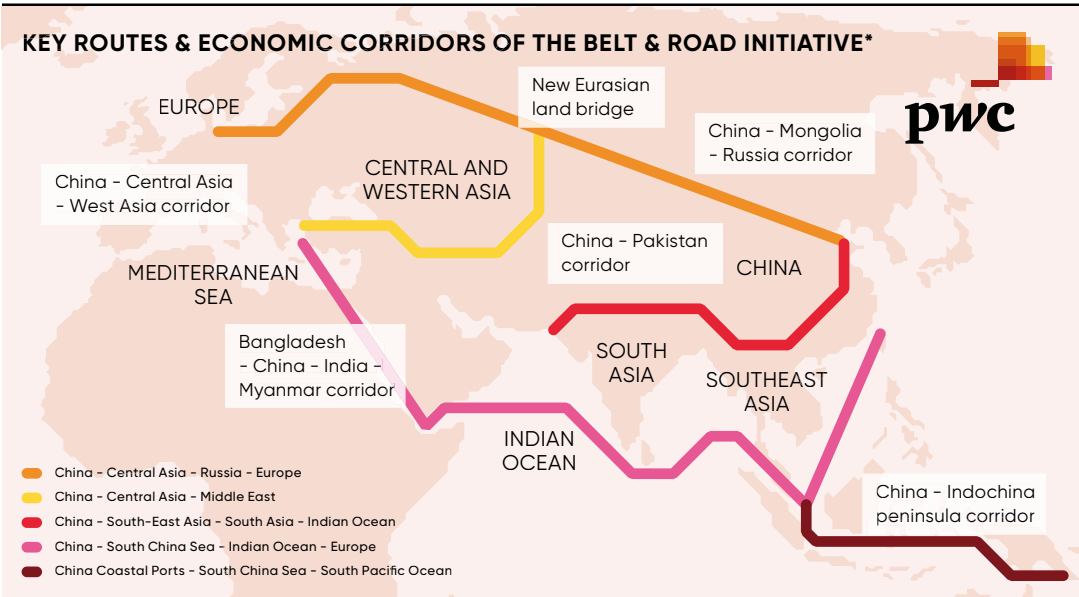 KEY ROUTES & ECONOMIC CORRIDORS OF THE BELT & ROAD INITIATIVE*
pwc
EUROPE
New Eurasian
land bridge
China - Mongolia
- Russia corridor
CENTRAL AND
WESTERN ASIA
China - Central Asia
- West Asia corridor
China - Pakistan
corridor
CHINA
MEDITERRANEAN
SEA
Bangladesh
- China - India -
Myanmar corridor
SOUTH
ASIA
SOUTHEAST
ASIA
INDIAN
OCEAN
China - Indochina
peninsula corridor
China - Central Asia - Russia - Europe
China - Central Asia - Middle East
China - South-East Asia - South Asia - Indian Ocean
China - South China Sea - Indian Ocean - Europe
China Coastal Ports - South China Sea - South Pacific Ocean